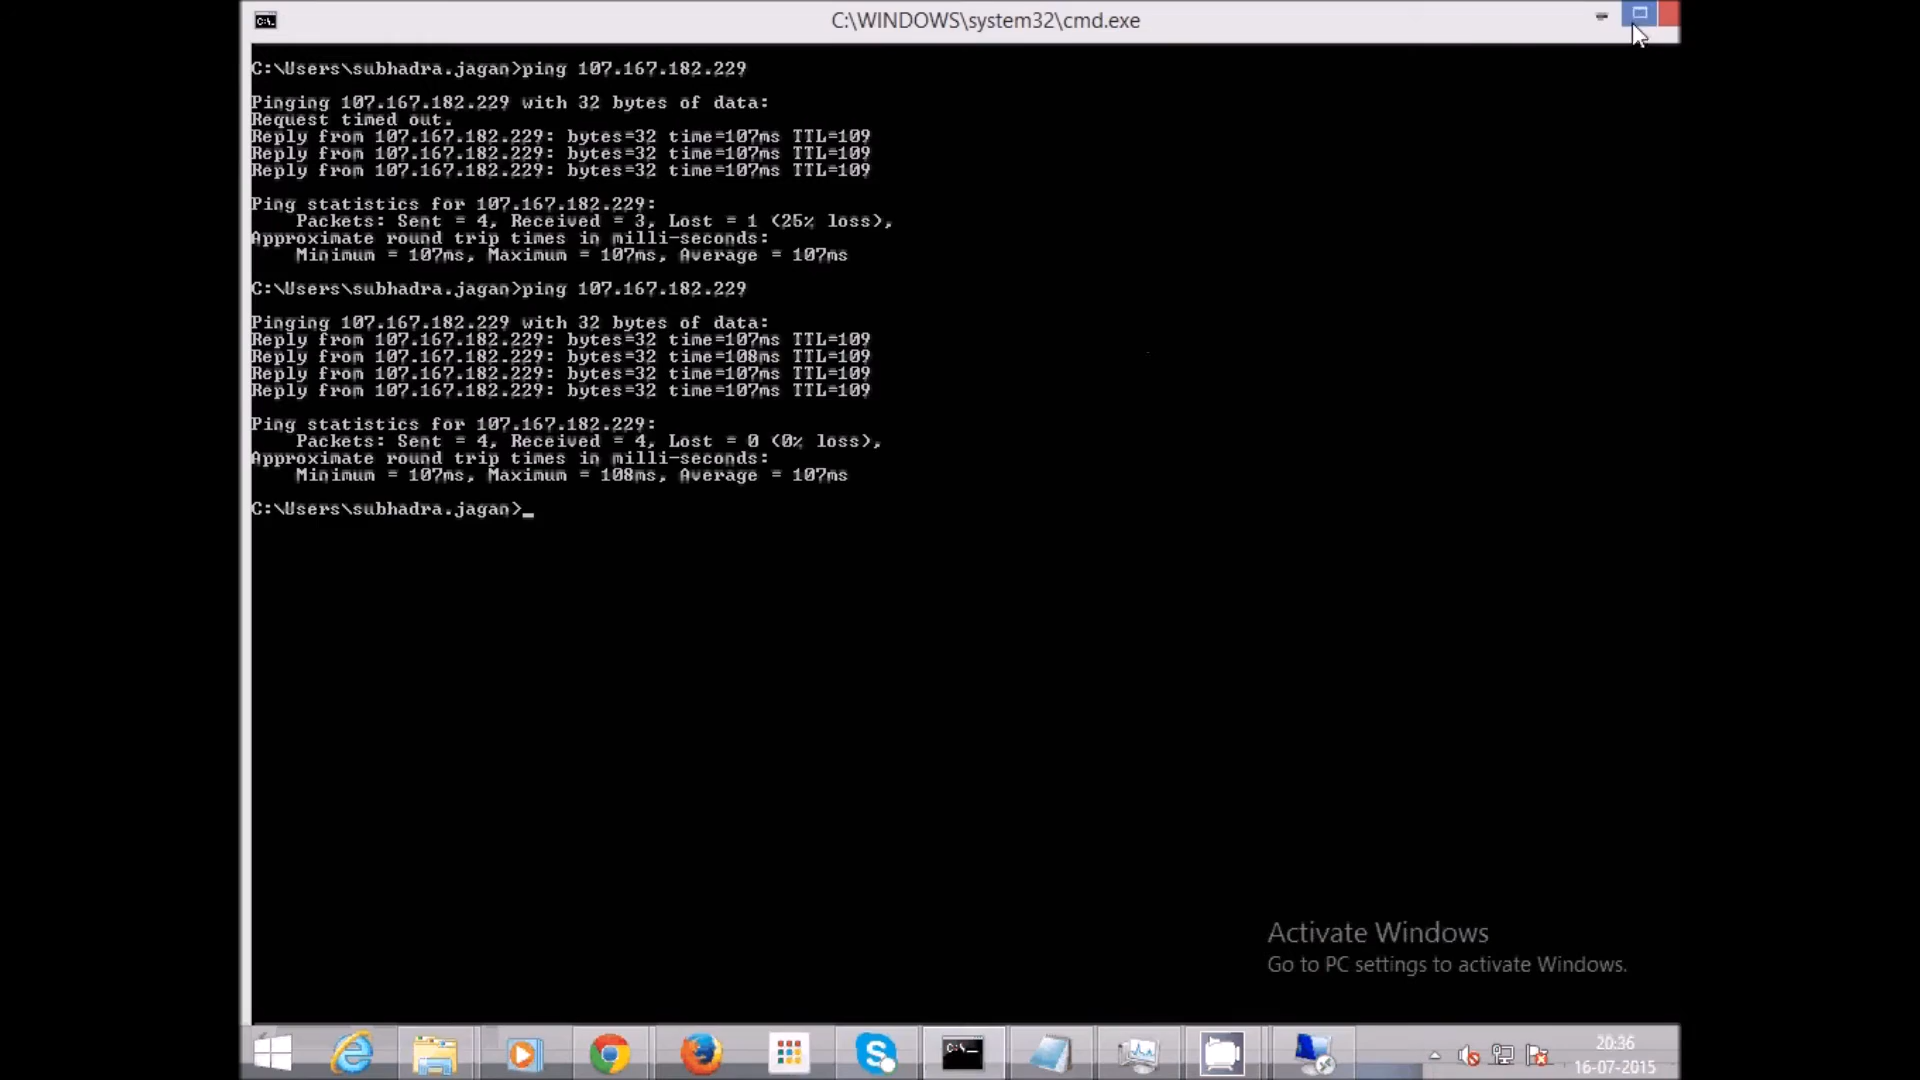 C:\WINDOWS\system32\cmd.exe
C:\Users\subhadra.jagan>ping 107.167.182.229
Pinging 107.167.182.229 with 32 bytes of data:
Request timed out.
Reply from 107.167.182.229: bytes=32 time=107ms TTL=109
Reply from 107.167.182.229: bytes=32 time=107ms TTL=109
Reply from 107.167.182.229: bytes=32 time=107ms TTL=109
Ping statistics for 107.167.182.229:
Packets: Sent = 4, Received = 3, Lost = 1 (25% loss),
Approximate round trip times in milli-seconds:
Minimum = 107ms, Maximum = 107ms, Average = 107ms
C:\Users\subhadra.jagan>ping 107.167.182.229
Pinging 107.167.182.229 with 32 bytes of data:
Reply from 107.167.182.229: bytes=32 time=107ms TTL=109
Reply from 107.167.182.229: bytes=32 time=108ms TTL=109
Reply from 107.167.182.229: bytes=32 time=107ms TTL=109
Reply from 107.167.182.229: bytes=32 time=107ms TTL=109
Ping statistics for 107.167.182.229:
Packets: Sent = 4, Received = 4, Lost = 0 (0% loss),
Approximate round trip times in milli-seconds:
Minimum = 107ms, Maximum = 108ms, Average = 107ms
C:\Users\subhadra.jagan>_
Activate Windows
Go to PC settings to activate Windows.
20:36
16-07-2015